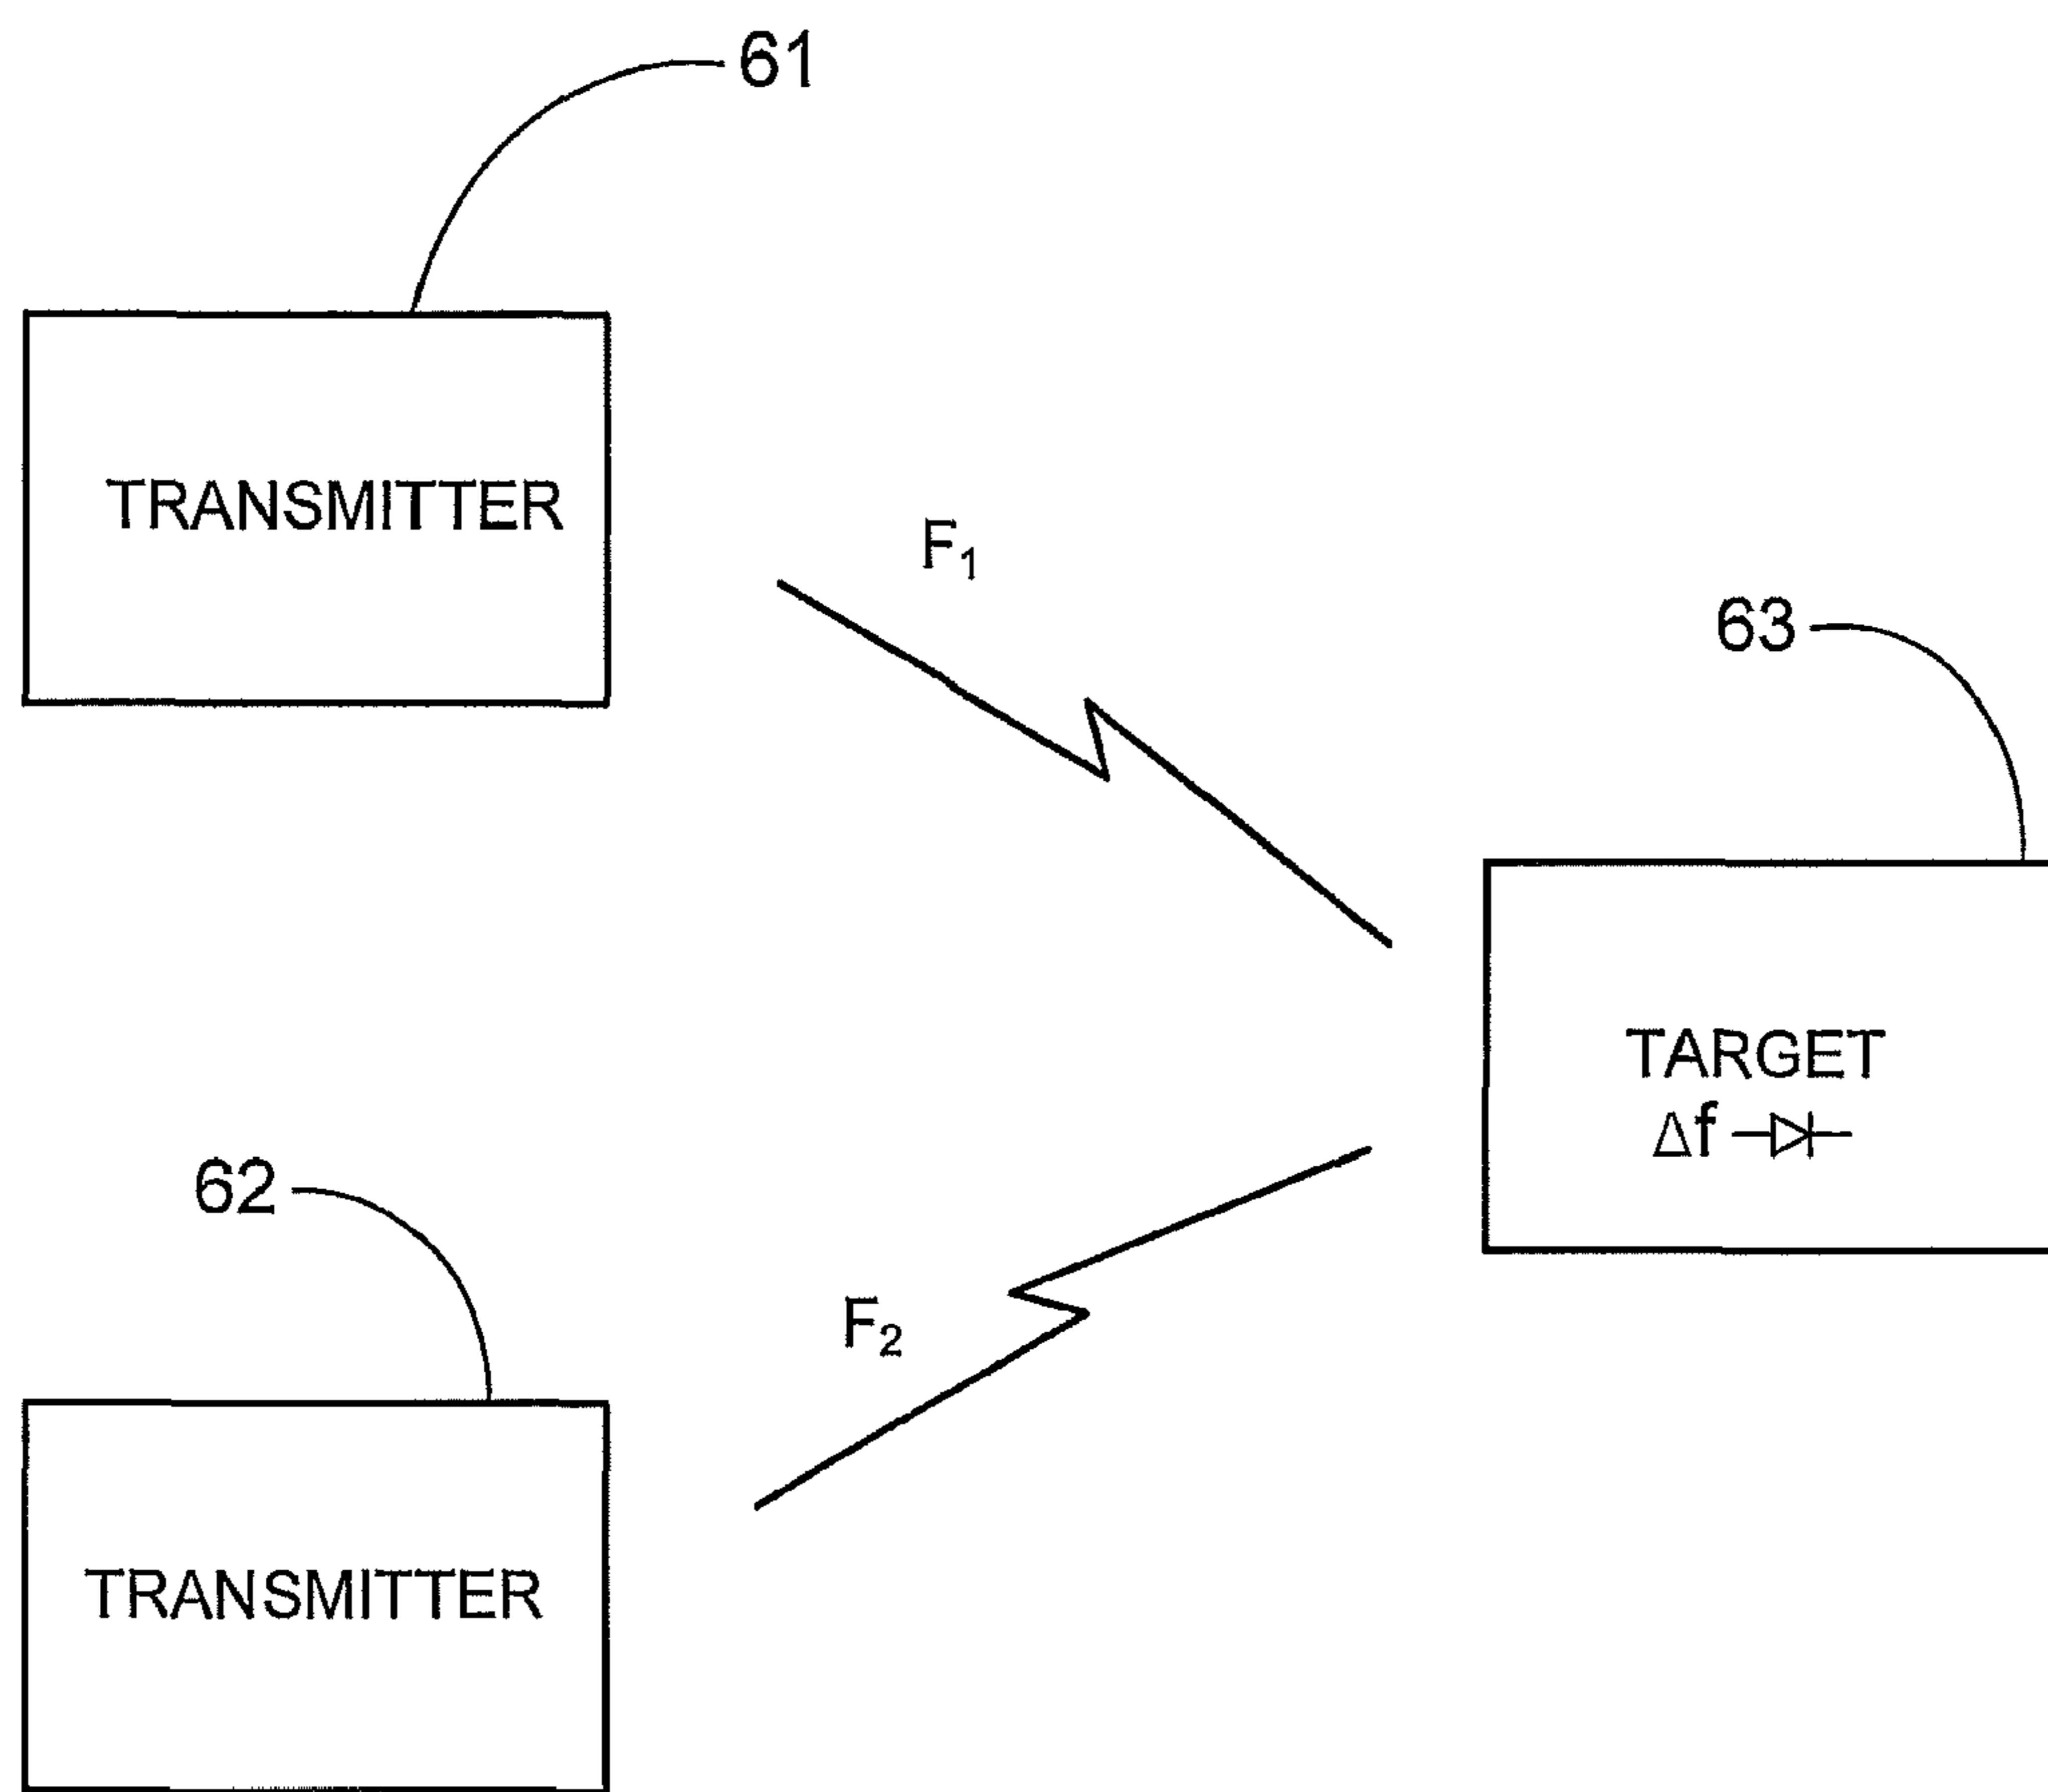 61
TRANSMITTER
F₁
63
TARGET
Δf
62
F₂
TRANSMITTER